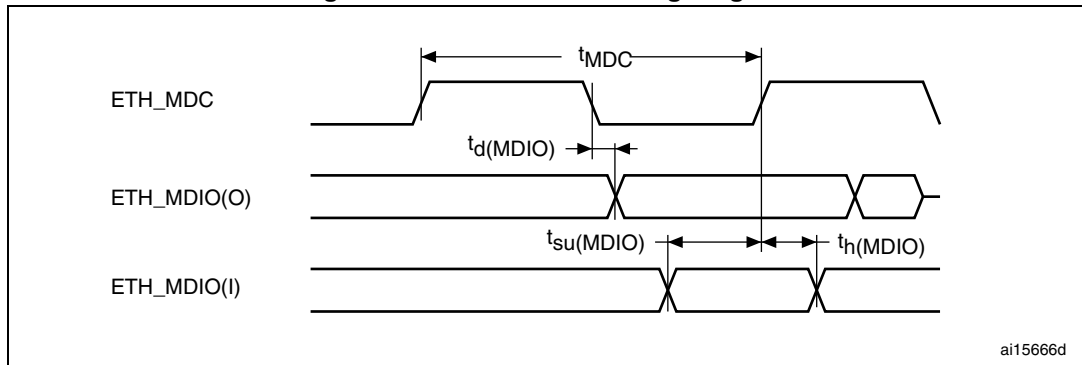 tMDC
ETH_MDC
td(MDIO)
ETH_MDIO(O)
tsu(MDIO)
th(MDIO)
ETH_MDIO(I)
ai15666d